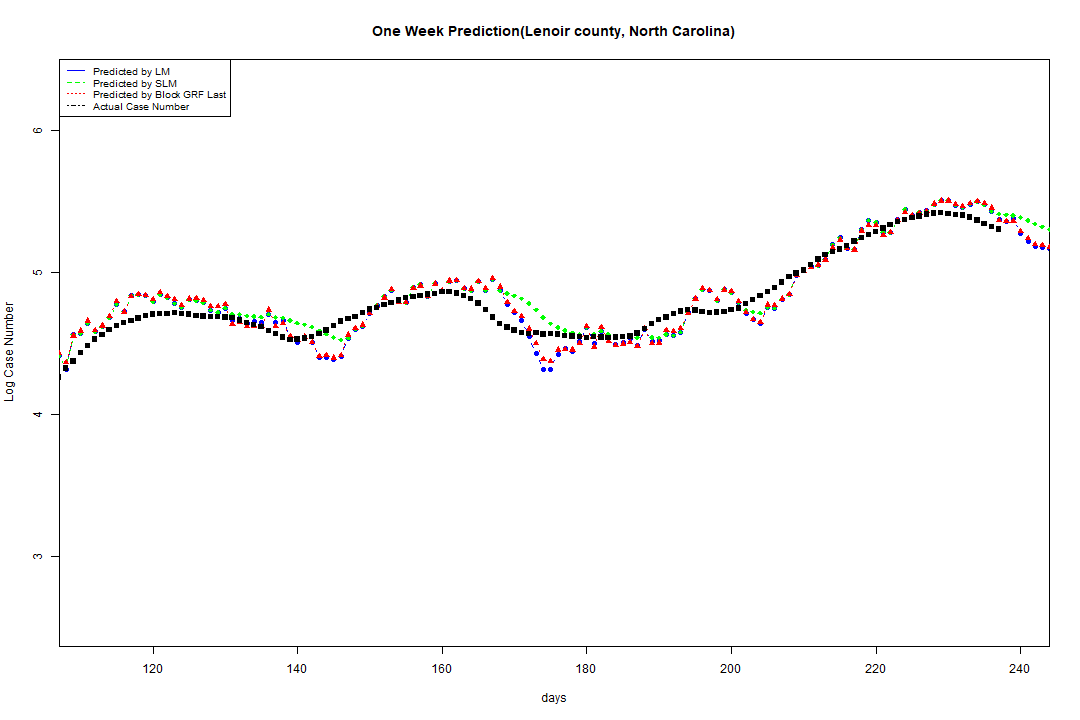 One Week Prediction(Lenoir county, North Carolina)
Predicted by LM
Predicted by SLM
Predicted by Block GRF Last
Actual Case Number
6
5
4
3
Log Case Number
120 140 160 180 200 220 240
days